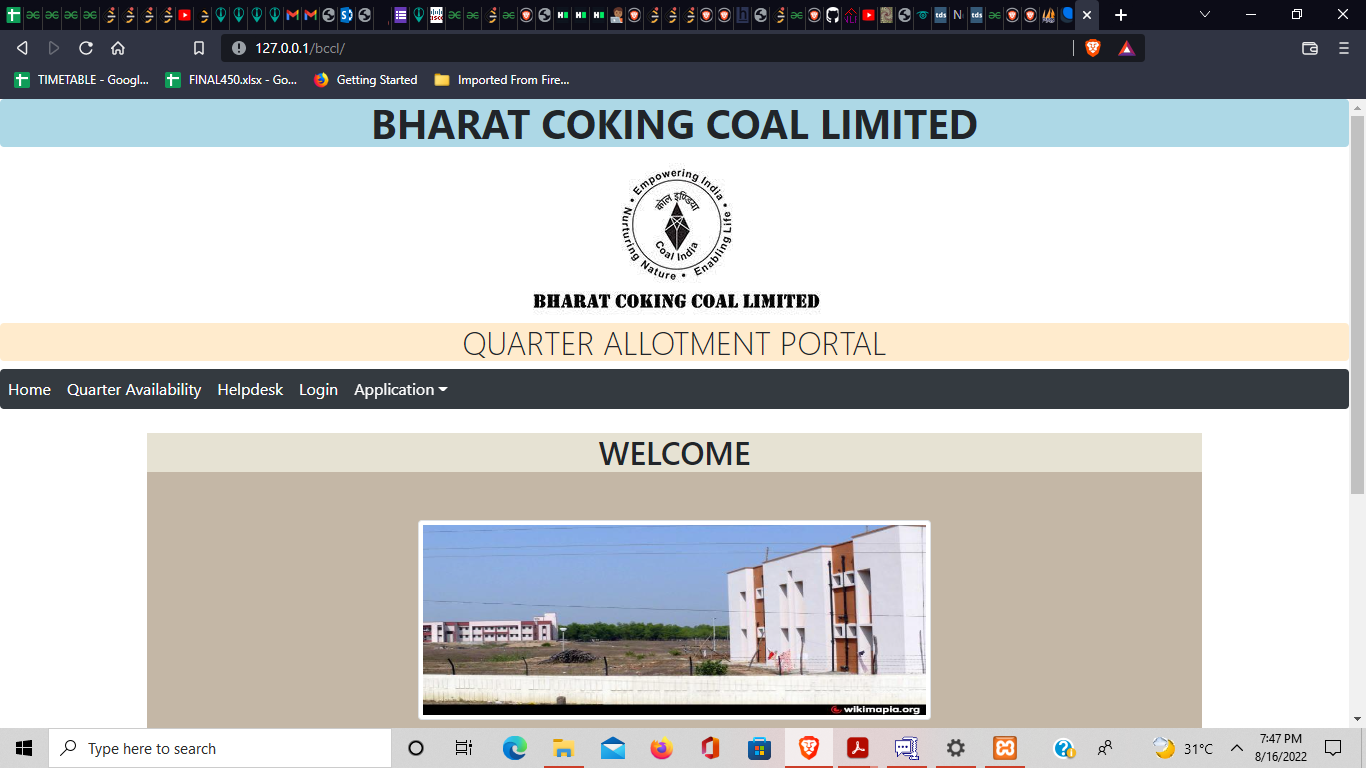 127.0.0.1/bccl/
TIMETABLE - Googl...
FINAL450.xlsx - Go...
Getting Started
Imported From Fire...
BHARAT COKING COAL LIMITED
• Empowering India •
Nurturing Nature • Enabling Life
कोल इण्डिया
Coal India
BHARAT COKING COAL LIMITED
QUARTER ALLOTMENT PORTAL
Home Quarter Availability Helpdesk Login Application
WELCOME
wikimapia.org
Type here to search
31°C
7:47 PM
8/16/2022